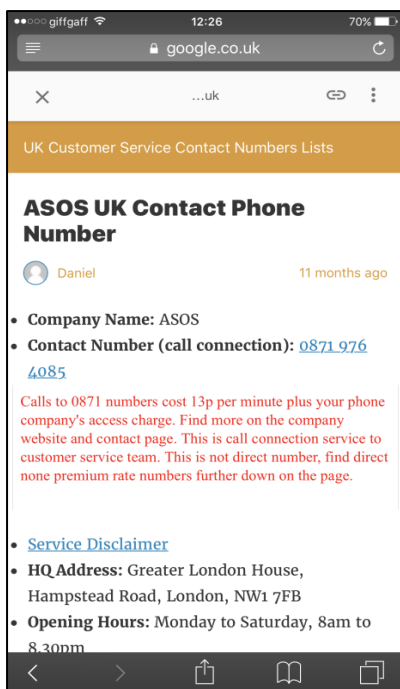 ●●○○○ giffgaff 12:26 70%
google.co.uk
...uk
UK Customer Service Contact Numbers Lists
ASOS UK Contact Phone
Number
Daniel 11 months ago
• Company Name: ASOS
• Contact Number (call connection): 0871 976
4085
Calls to 0871 numbers cost 13p per minute plus your phone
company's access charge. Find more on the company
website and contact page. This is call connection service to
customer service team. This is not direct number, find direct
none premium rate numbers further down on the page.
• Service Disclaimer
• HQ Address: Greater London House,
Hampstead Road, London, NW1 7FB
• Opening Hours: Monday to Saturday, 8am to
8.30pm